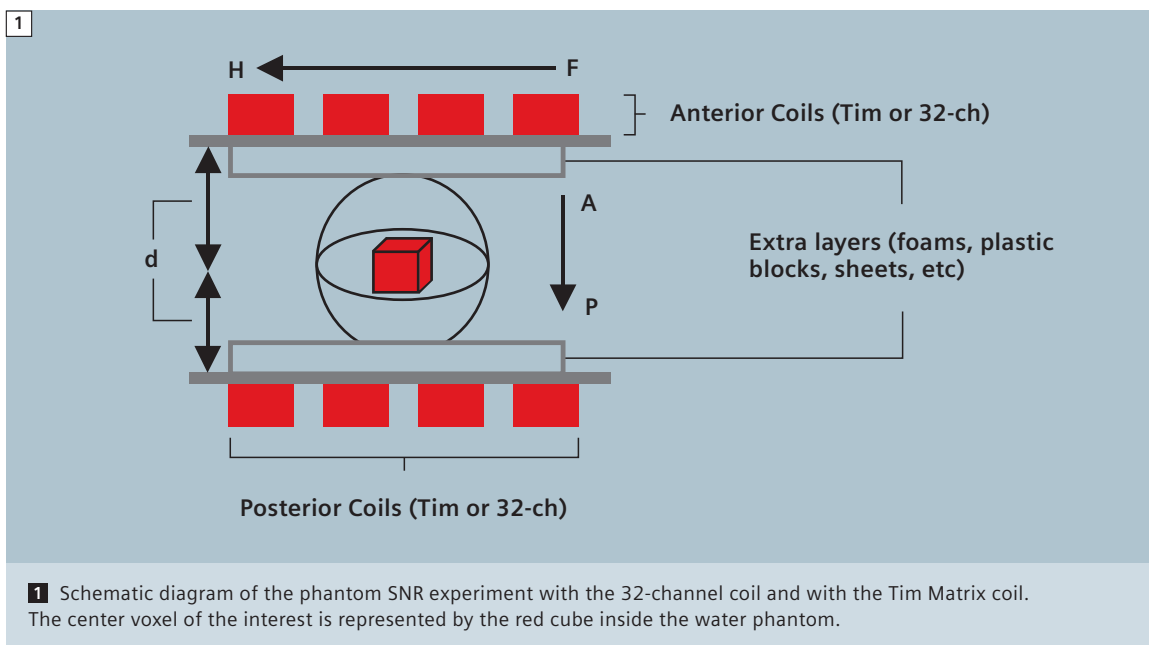 1
H F
Anterior Coils (Tim or 32-ch)
A
Extra layers (foams, plastic
blocks, sheets, etc)
d
P
Posterior Coils (Tim or 32-ch)
1 Schematic diagram of the phantom SNR experiment with the 32-channel coil and with the Tim Matrix coil.
The center voxel of the interest is represented by the red cube inside the water phantom.